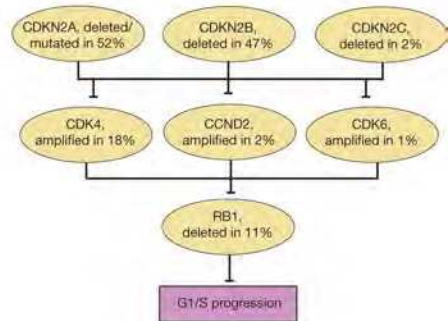 CDKN2A, deleted/
mutated in 52%
CDKN2B,
deleted in 47%
CDKN2C,
deleted in 2%
CDK4,
amplified in 18%
CCND2,
amplified in 2%
CDK6,
amplified in 1%
RB1,
deleted in 11%
G1/S progression